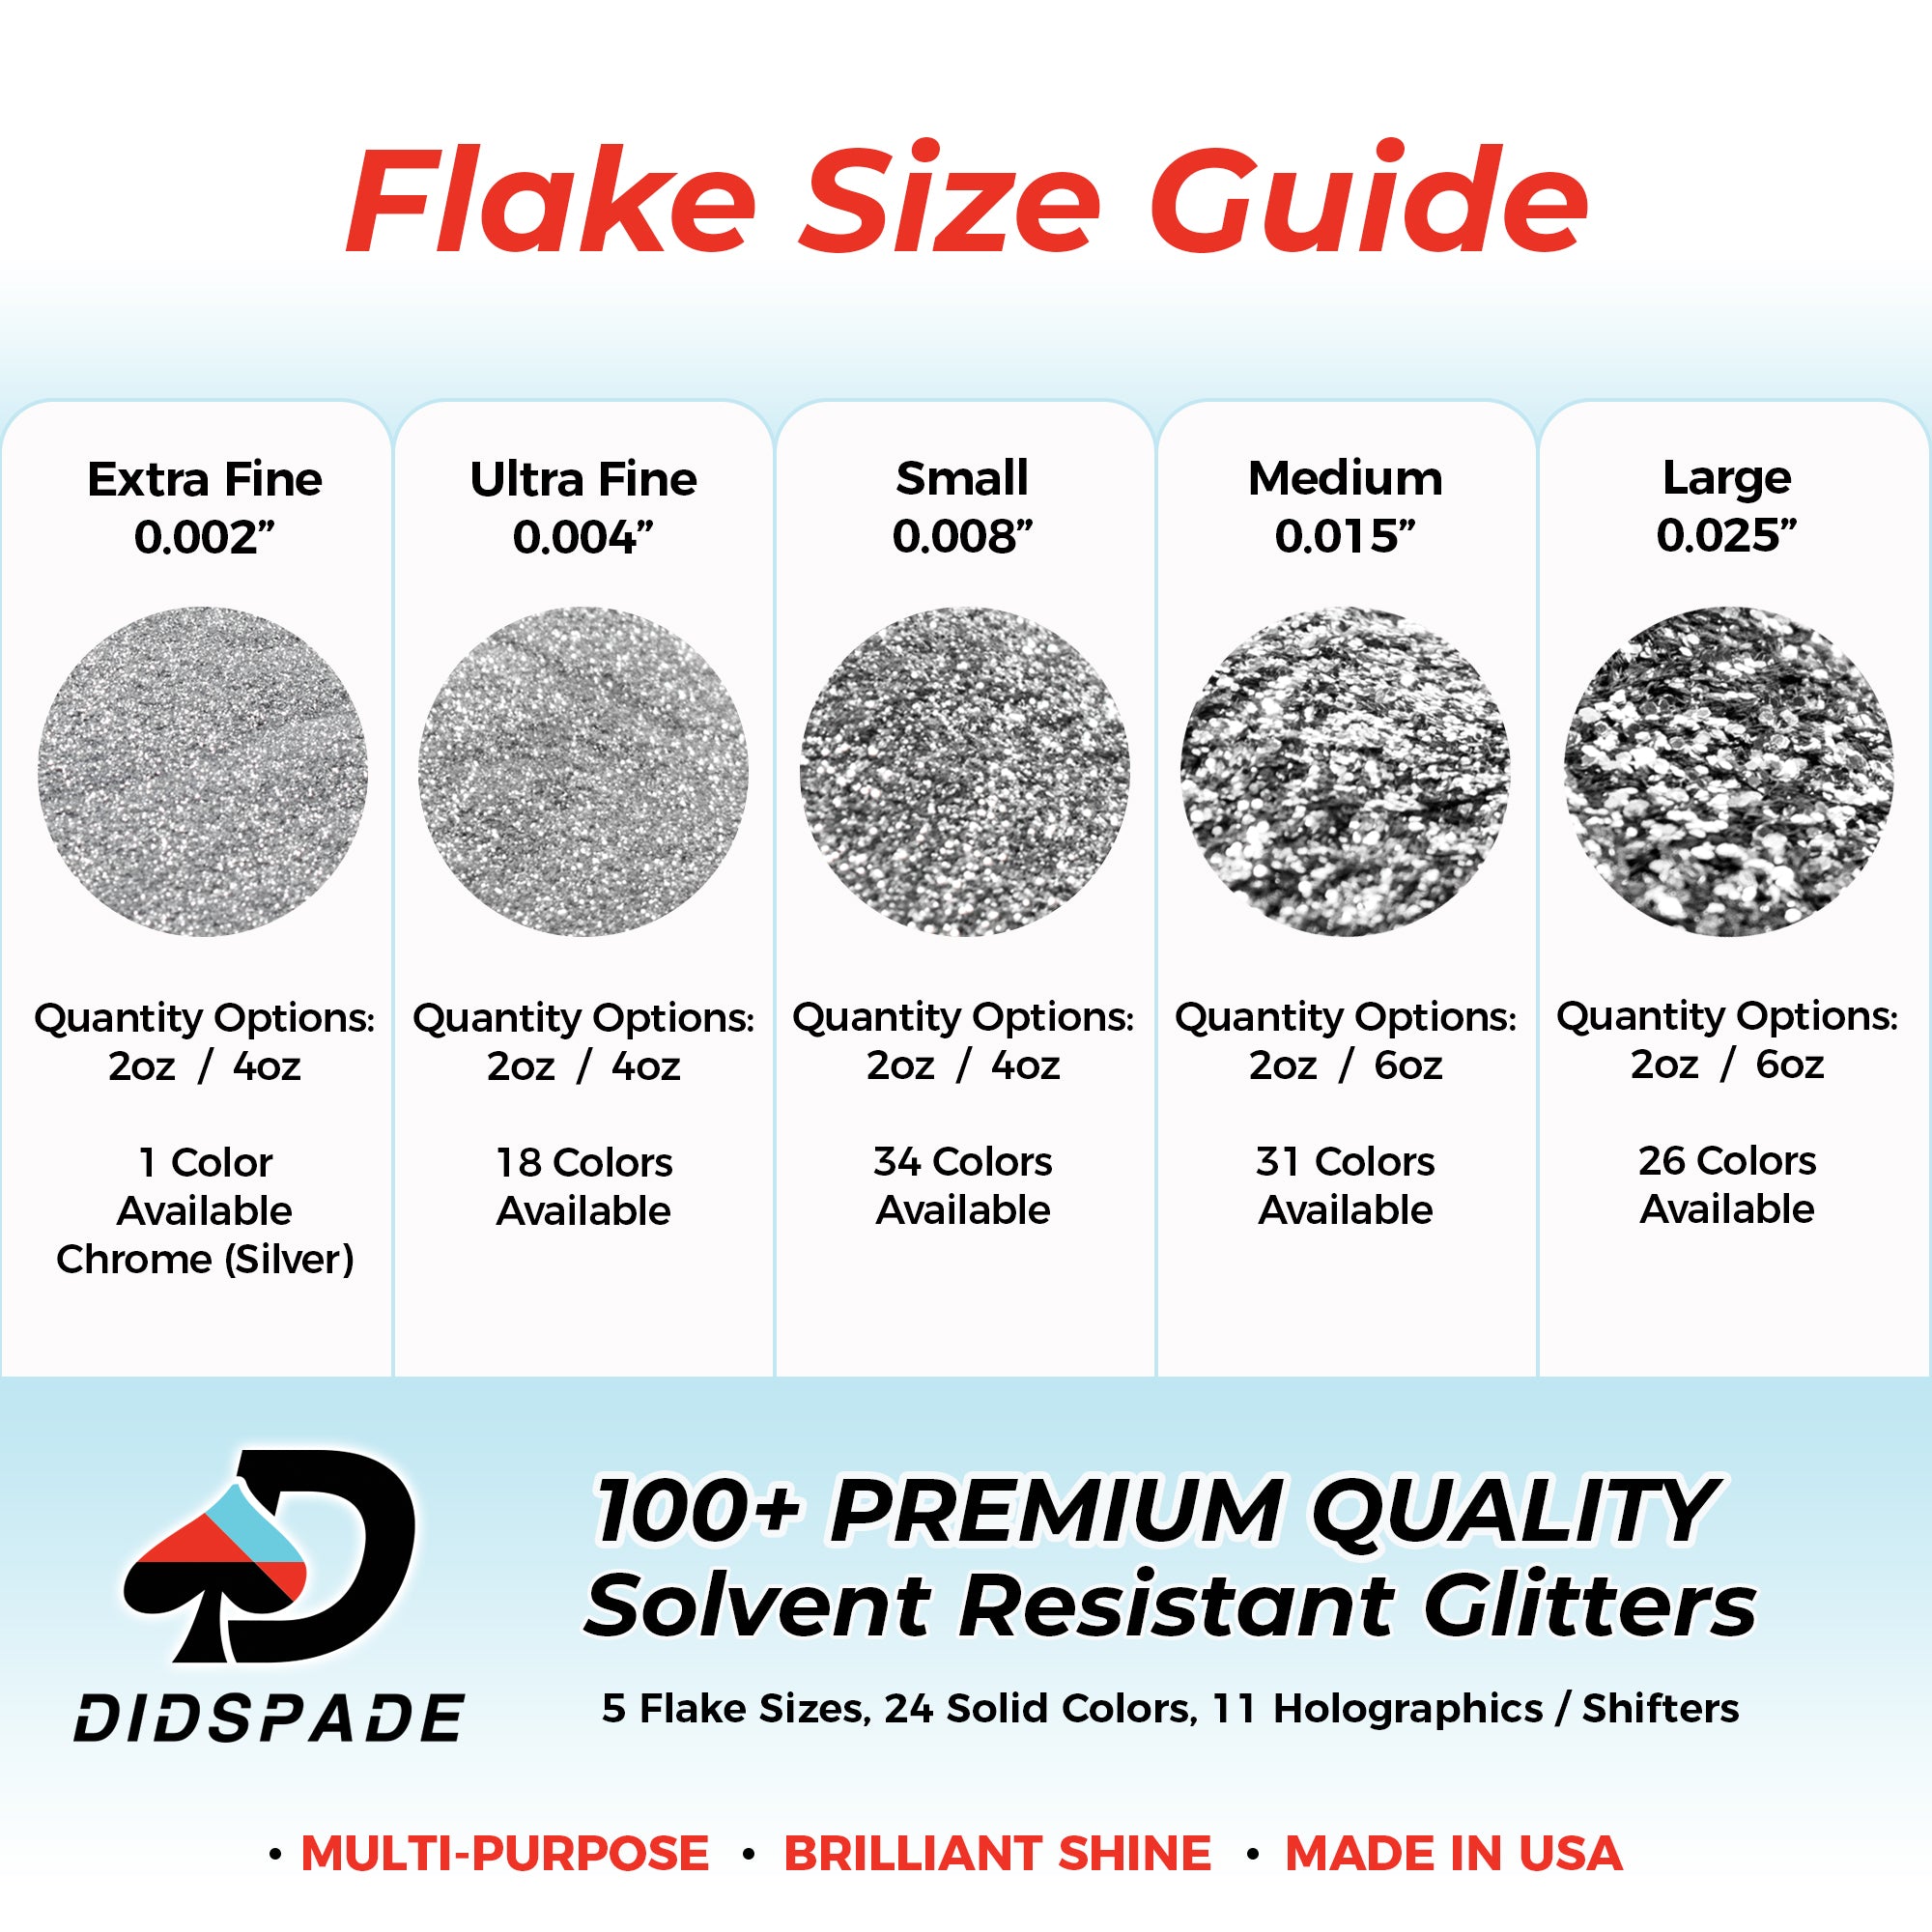 Flake Size Guide
Extra Fine
0.002”
Quantity Options:
2oz / 4oz
1 Color
Available
Chrome (Silver)
Ultra Fine
0.004”
Quantity Options:
2oz / 4oz
18 Colors
Available
Small
0.008”
Quantity Options:
2oz / 4oz
34 Colors
Available
Medium
0.015”
Quantity Options:
2oz / 6oz
31 Colors
Available
Large
0.025”
Quantity Options:
2oz / 6oz
26 Colors
Available
DIDSPADE
100+ PREMIUM QUALITY
Solvent Resistant Glitters
5 Flake Sizes, 24 Solid Colors, 11 Holographics / Shifters
• MULTI-PURPOSE • BRILLIANT SHINE • MADE IN USA